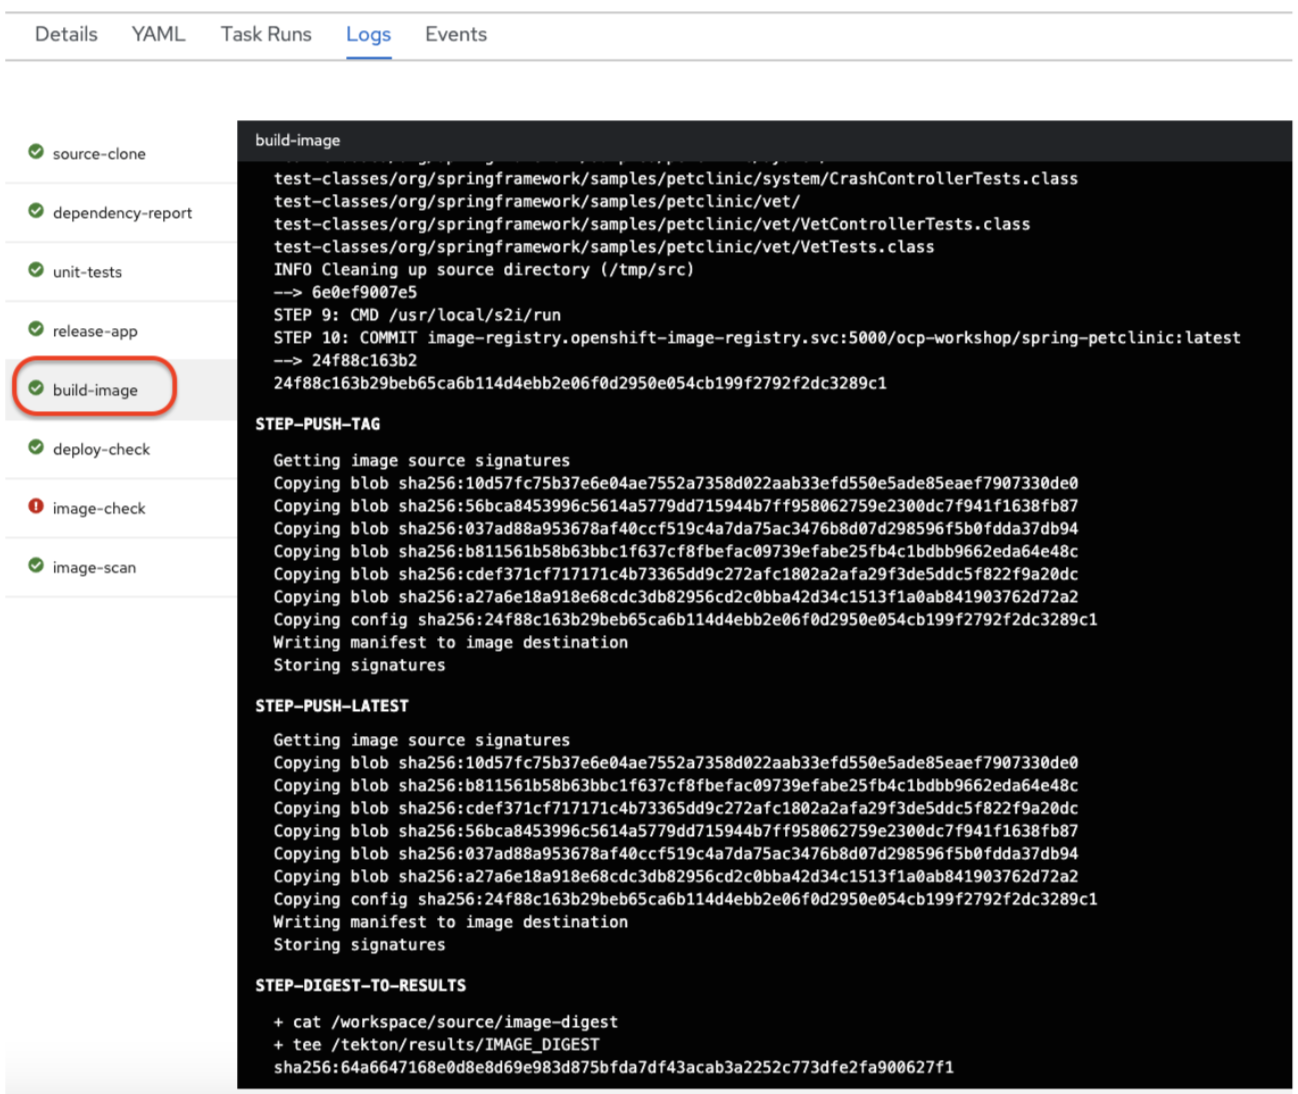 Details YAML Task Runs Logs Events
source-clone
dependency-report
unit-tests
release-app
build-image
deploy-check
image-check
image-scan
build-image
test-classes/org/springframework/samples/petclinic/system/CrashControllerTests.class
test-classes/org/springframework/samples/petclinic/vet/
test-classes/org/springframework/samples/petclinic/vet/VetControllerTests.class
test-classes/org/springframework/samples/petclinic/vet/VetTests.class
INFO Cleaning up source directory (/tmp/src)
--> 6e0ef9007e5
STEP 9: CMD /usr/local/s2i/run
STEP 10: COMMIT image-registry.openshift-image-registry.svc:5000/ocp-workshop/spring-petclinic:latest
--> 24f88c163b2
24f88c163b29beb65ca6b114d4ebb2e06f0d2950e054cb199f2792f2dc3289c1
STEP-PUSH-TAG
Getting image source signatures
Copying blob sha256:10d57fc75b37e6e04ae7552a7358d022aab33efd550e5ade85eaef7907330de0
Copying blob sha256:56bca8453996c5614a5779dd715944b7ff958062759e2300dc7f941f1638fb87
Copying blob sha256:037ad88a953678af40ccf519c4a7da75ac3476b8d07d298596f5b0fdda37db94
Copying blob sha256:b811561b58b63bbc1f637cf8fbefac09739efabe25fb4c1bdbb9662eda64e48c
Copying blob sha256:cdef371cf717171c4b73365dd9c272afc1802a2afa29f3de5ddc5f822f9a20dc
Copying blob sha256:a27a6e18a918e68cdc3db82956cd2c0bba42d34c1513f1a0ab841903762d72a2
Copying config sha256:24f88c163b29beb65ca6b114d4ebb2e06f0d2950e054cb199f2792f2dc3289c1
Writing manifest to image destination
Storing signatures
STEP-PUSH-LATEST
Getting image source signatures
Copying blob sha256:10d57fc75b37e6e04ae7552a7358d022aab33efd550e5ade85eaef7907330de0
Copying blob sha256:b811561b58b63bbc1f637cf8fbefac09739efabe25fb4c1bdbb9662eda64e48c
Copying blob sha256:cdef371cf717171c4b73365dd9c272afc1802a2afa29f3de5ddc5f822f9a20dc
Copying blob sha256:56bca8453996c5614a5779dd715944b7ff958062759e2300dc7f941f1638fb87
Copying blob sha256:037ad88a953678af40ccf519c4a7da75ac3476b8d07d298596f5b0fdda37db94
Copying blob sha256:a27a6e18a918e68cdc3db82956cd2c0bba42d34c1513f1a0ab841903762d72a2
Copying config sha256:24f88c163b29beb65ca6b114d4ebb2e06f0d2950e054cb199f2792f2dc3289c1
Writing manifest to image destination
Storing signatures
STEP-DIGEST-TO-RESULTS
+ cat /workspace/source/image-digest
+ tee /tekton/results/IMAGE_DIGEST
sha256:64a6647168e0d8e8d69e983d875bfda7df43acab3a2252c773dfe2fa900627f1